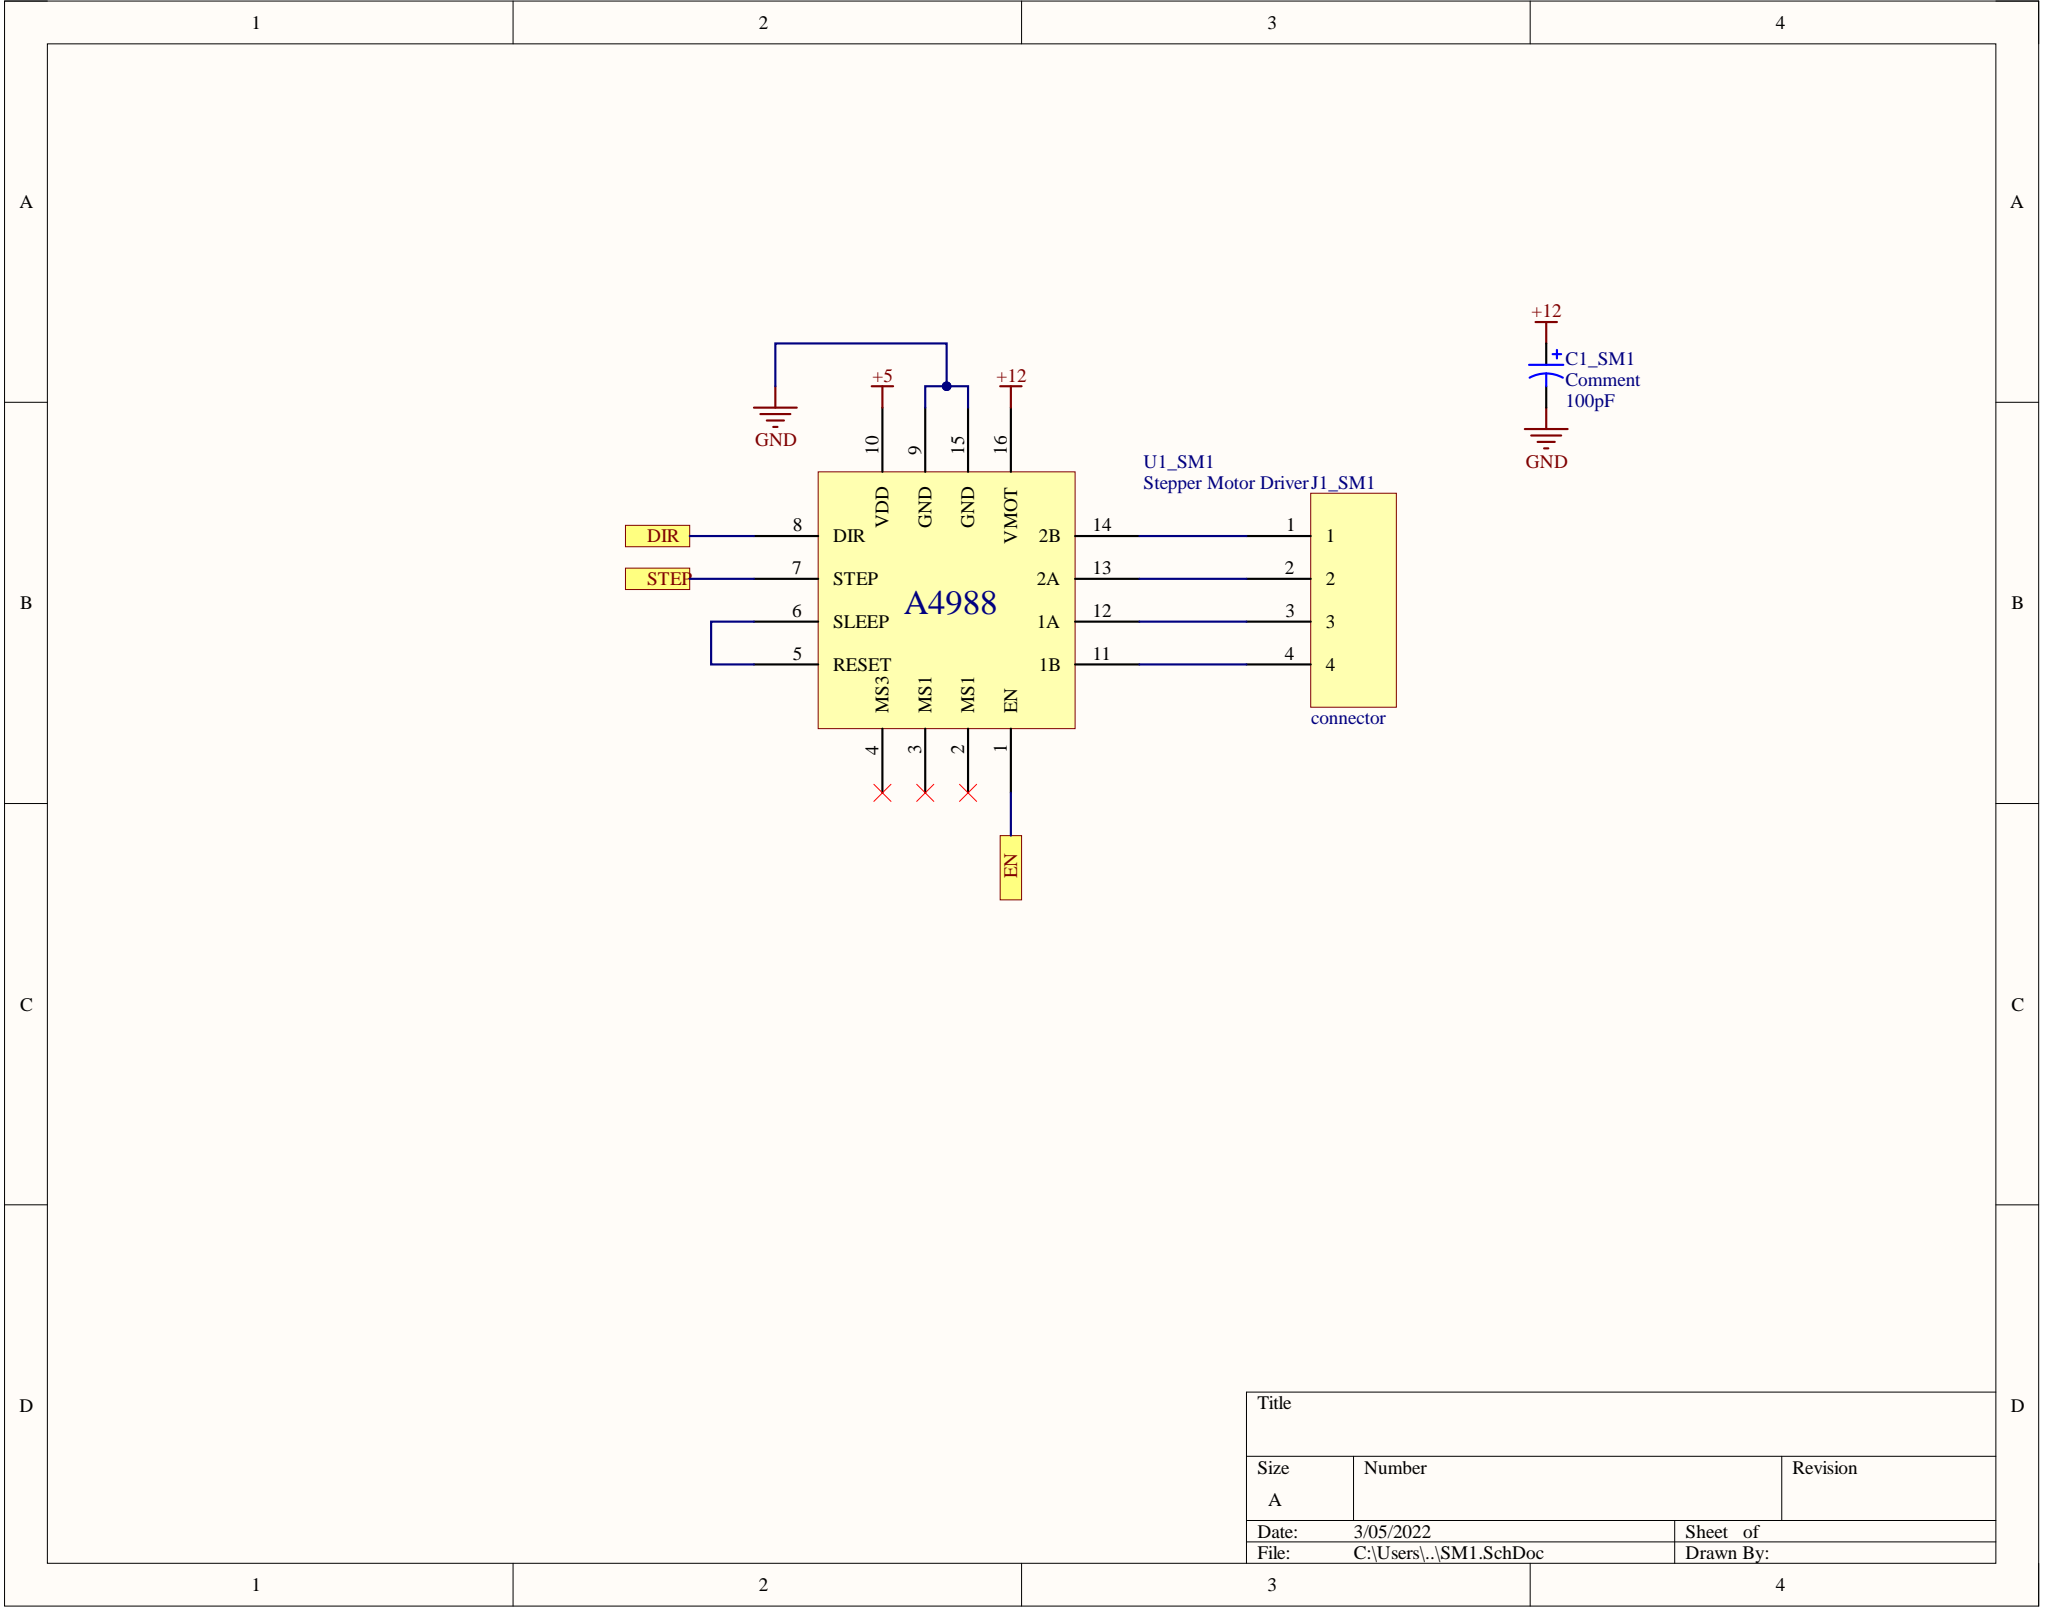 1 2 3 4
A A
+12
C1_SM1
Comment
100pF
GND
+5 +12
GND
10 9 15 16
U1_SM1
Stepper Motor Driver J1_SM1
VDD GND GND VMOT
DIR 8 DIR 2B 14 1 1
STEP 7 STEP 2A 13 2 2
A4988
B B
6 SLEEP 1A 12 3 3
5 RESET 1B 11 4 4
MS3 MS1 MS1 EN
connector
4 3 2 1
EN
C C
D D
Title
Size Number Revision
A
Date: 3/05/2022 Sheet of
File: C:\Users\..\SM1.SchDoc Drawn By:
1 2 3 4